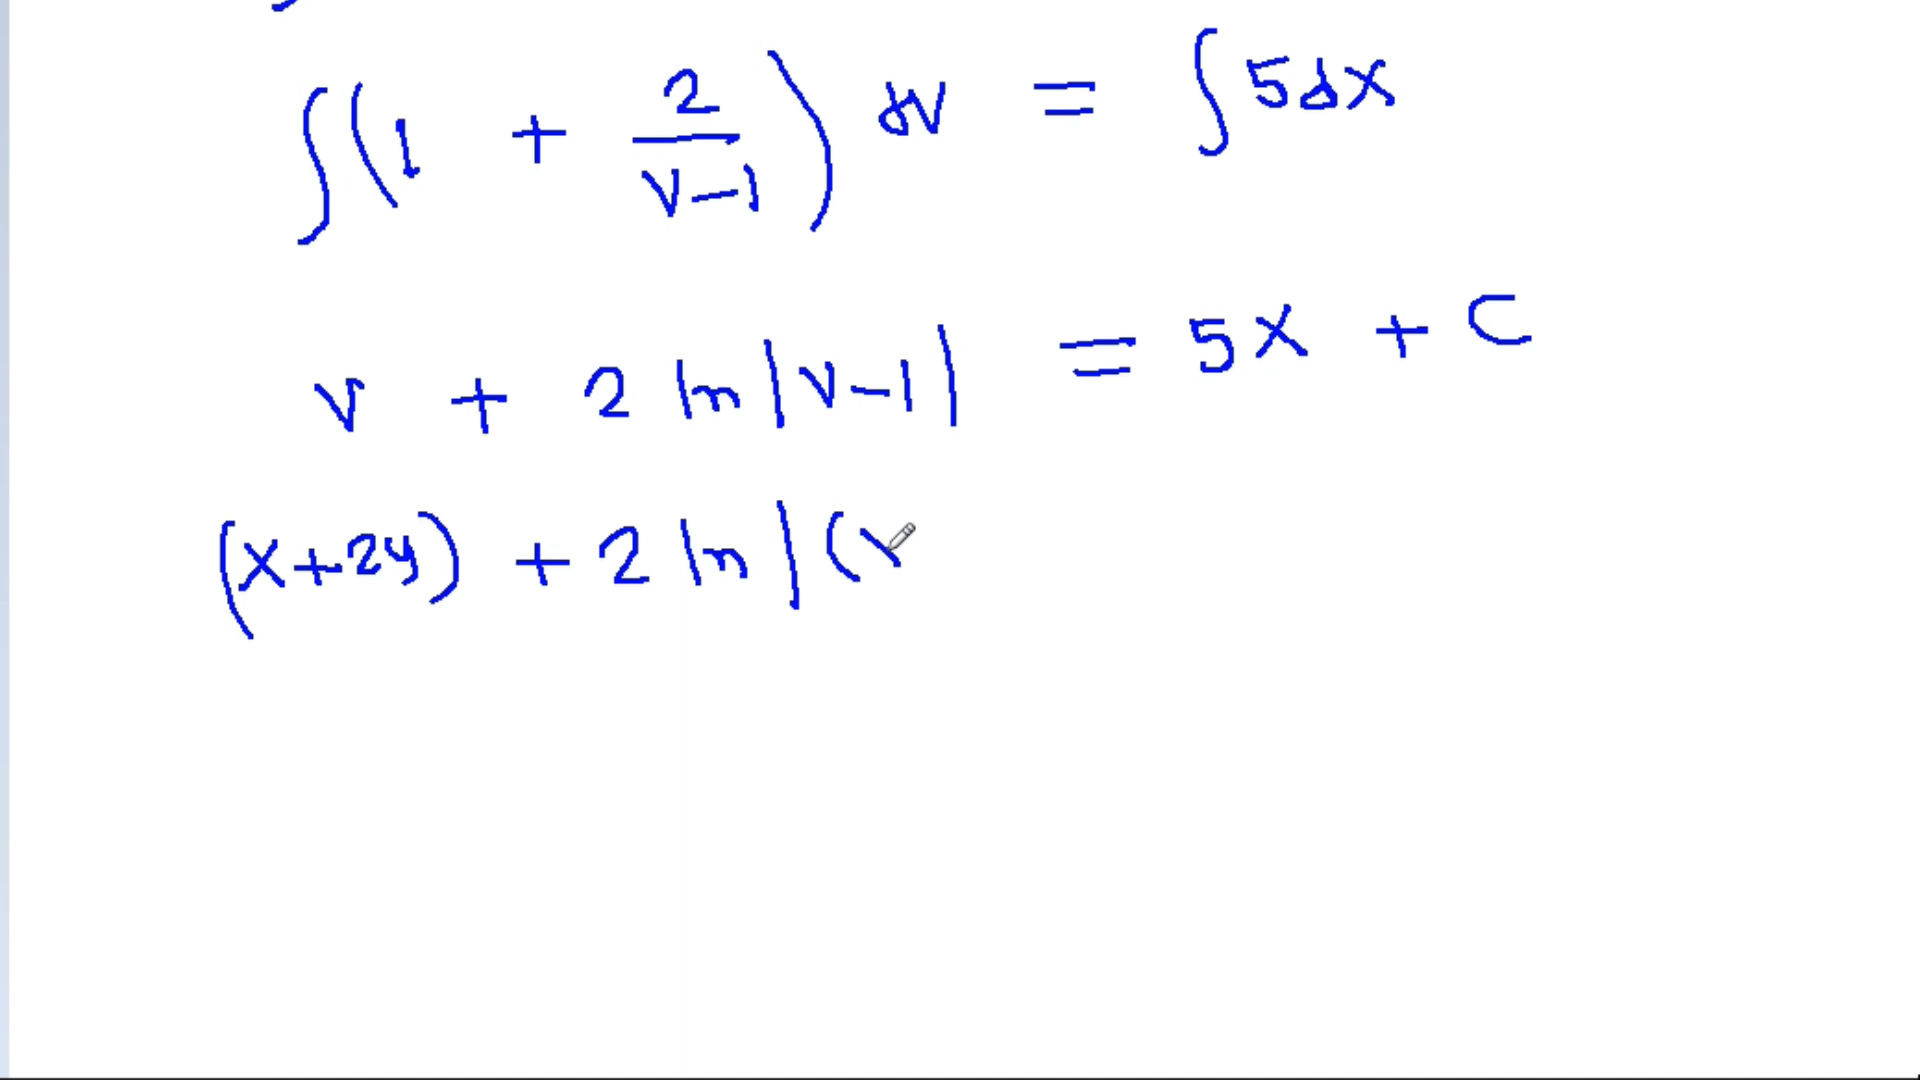 ∫(1 + 2/(v-1)) dv = ∫5dx
v + 2 ln|v-1| = 5x + C
(x+2y) + 2 ln|(x